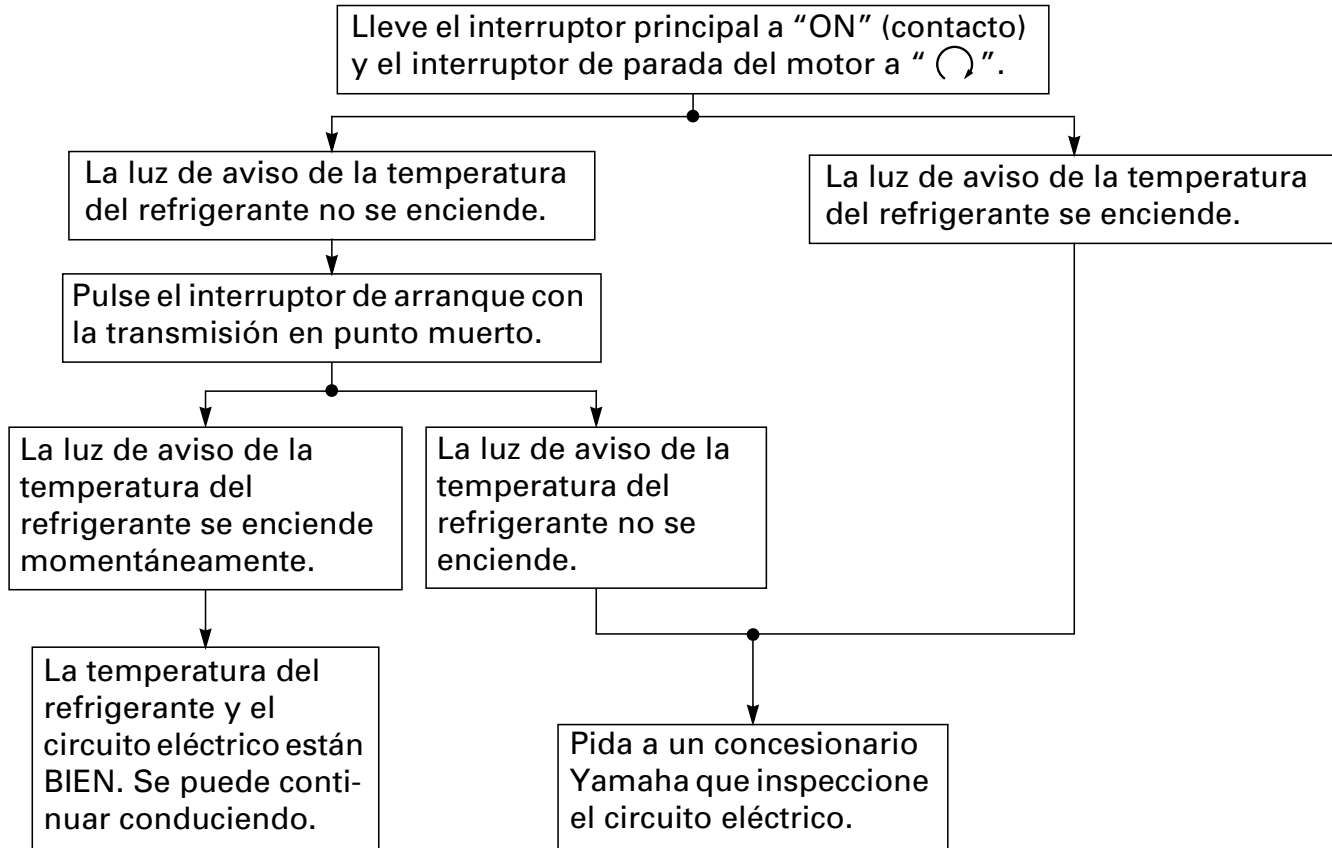 Lleve el interruptor principal a “ON” (contacto)
y el interruptor de parada del motor a “ ”.
La luz de aviso de la temperatura
del refrigerante no se enciende.
La luz de aviso de la temperatura
del refrigerante se enciende.
Pulse el interruptor de arranque con
la transmisión en punto muerto.
La luz de aviso de la
temperatura del
refrigerante se enciende
momentáneamente.
La luz de aviso de la
temperatura del
refrigerante no se
enciende.
La temperatura del
refrigerante y el
circuito eléctrico están
BIEN. Se puede conti-
nuar conduciendo.
Pida a un concesionario
Yamaha que inspeccione
el circuito eléctrico.